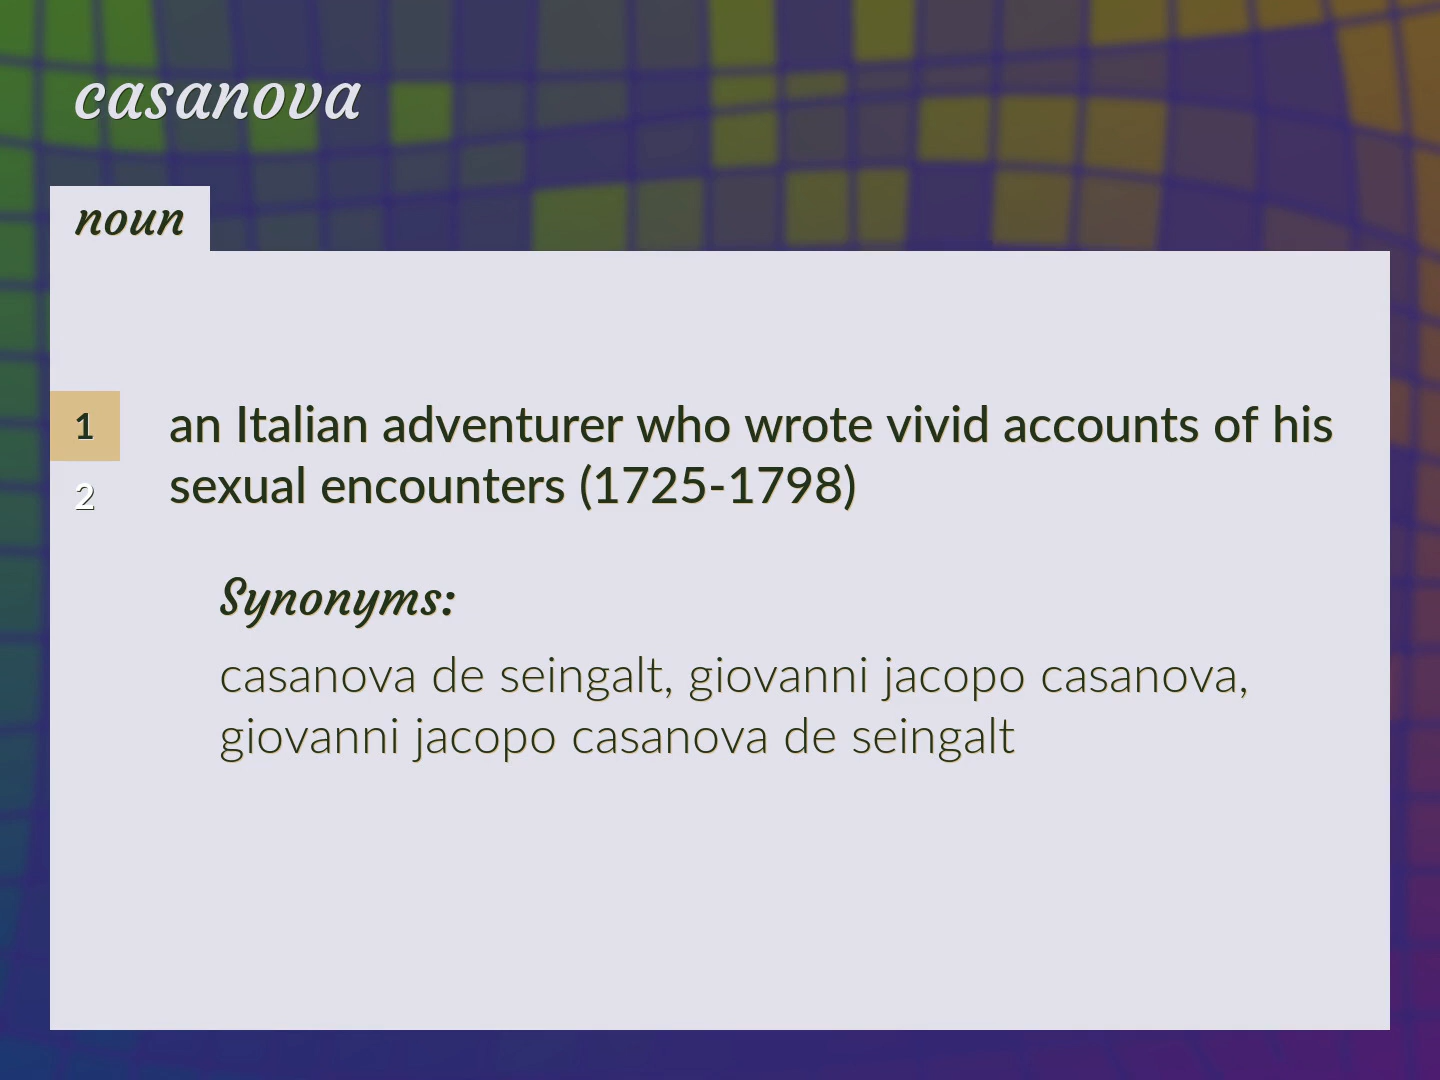 casanova
noun
1
an Italian adventurer who wrote vivid accounts of his
sexual encounters (1725-1798)
2
Synonyms:
casanova de seingalt, giovanni jacopo casanova,
giovanni jacopo casanova de seingalt